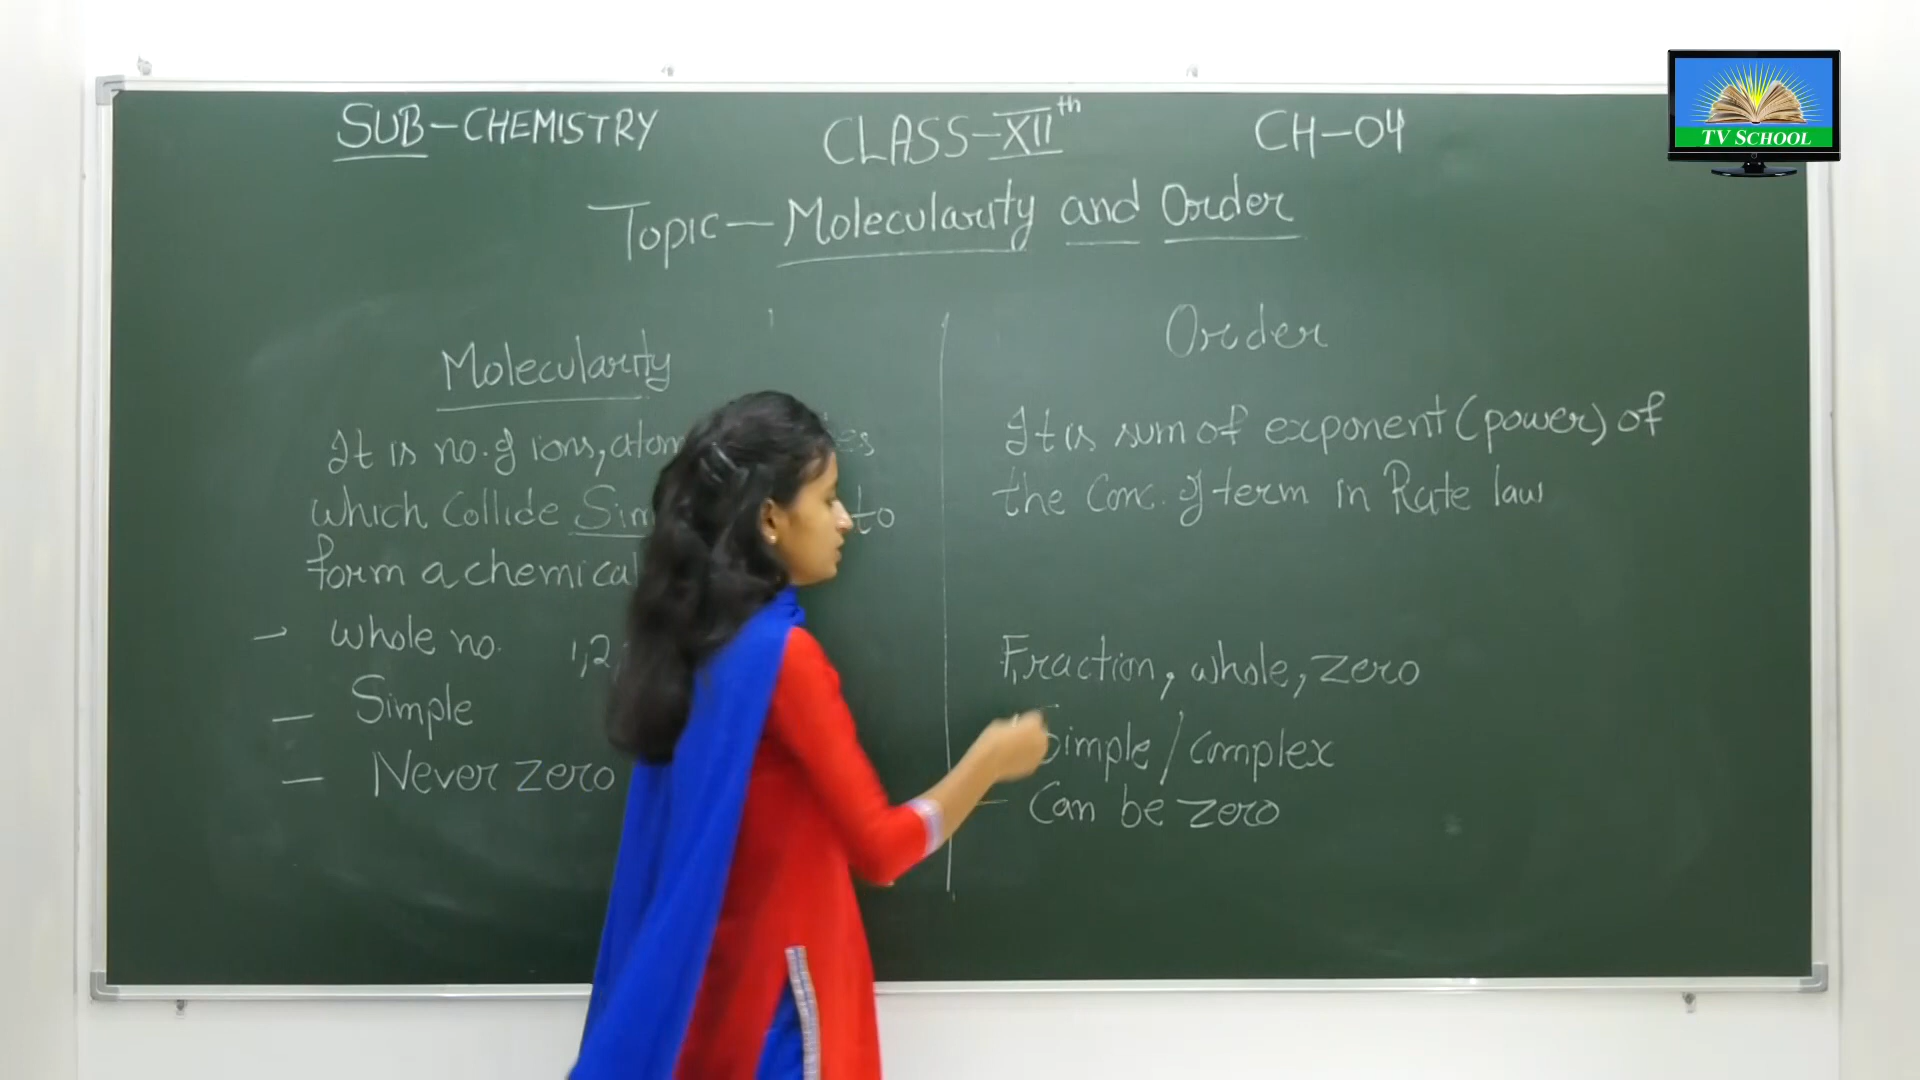 SUB-CHEMISTRY CLASS-XIIth CH-04
TV SCHOOL
Topic-Molecularity and Order
Molecularity
It is no. of ions, atom
which collide Sim to
form a chemical
- whole no. 1,2
- Simple
- Never zero
Order
It is sum of exponent (power) of
the Conc. of term in Rate law
Fraction, whole, zero
Simple / Complex
- Can be zero